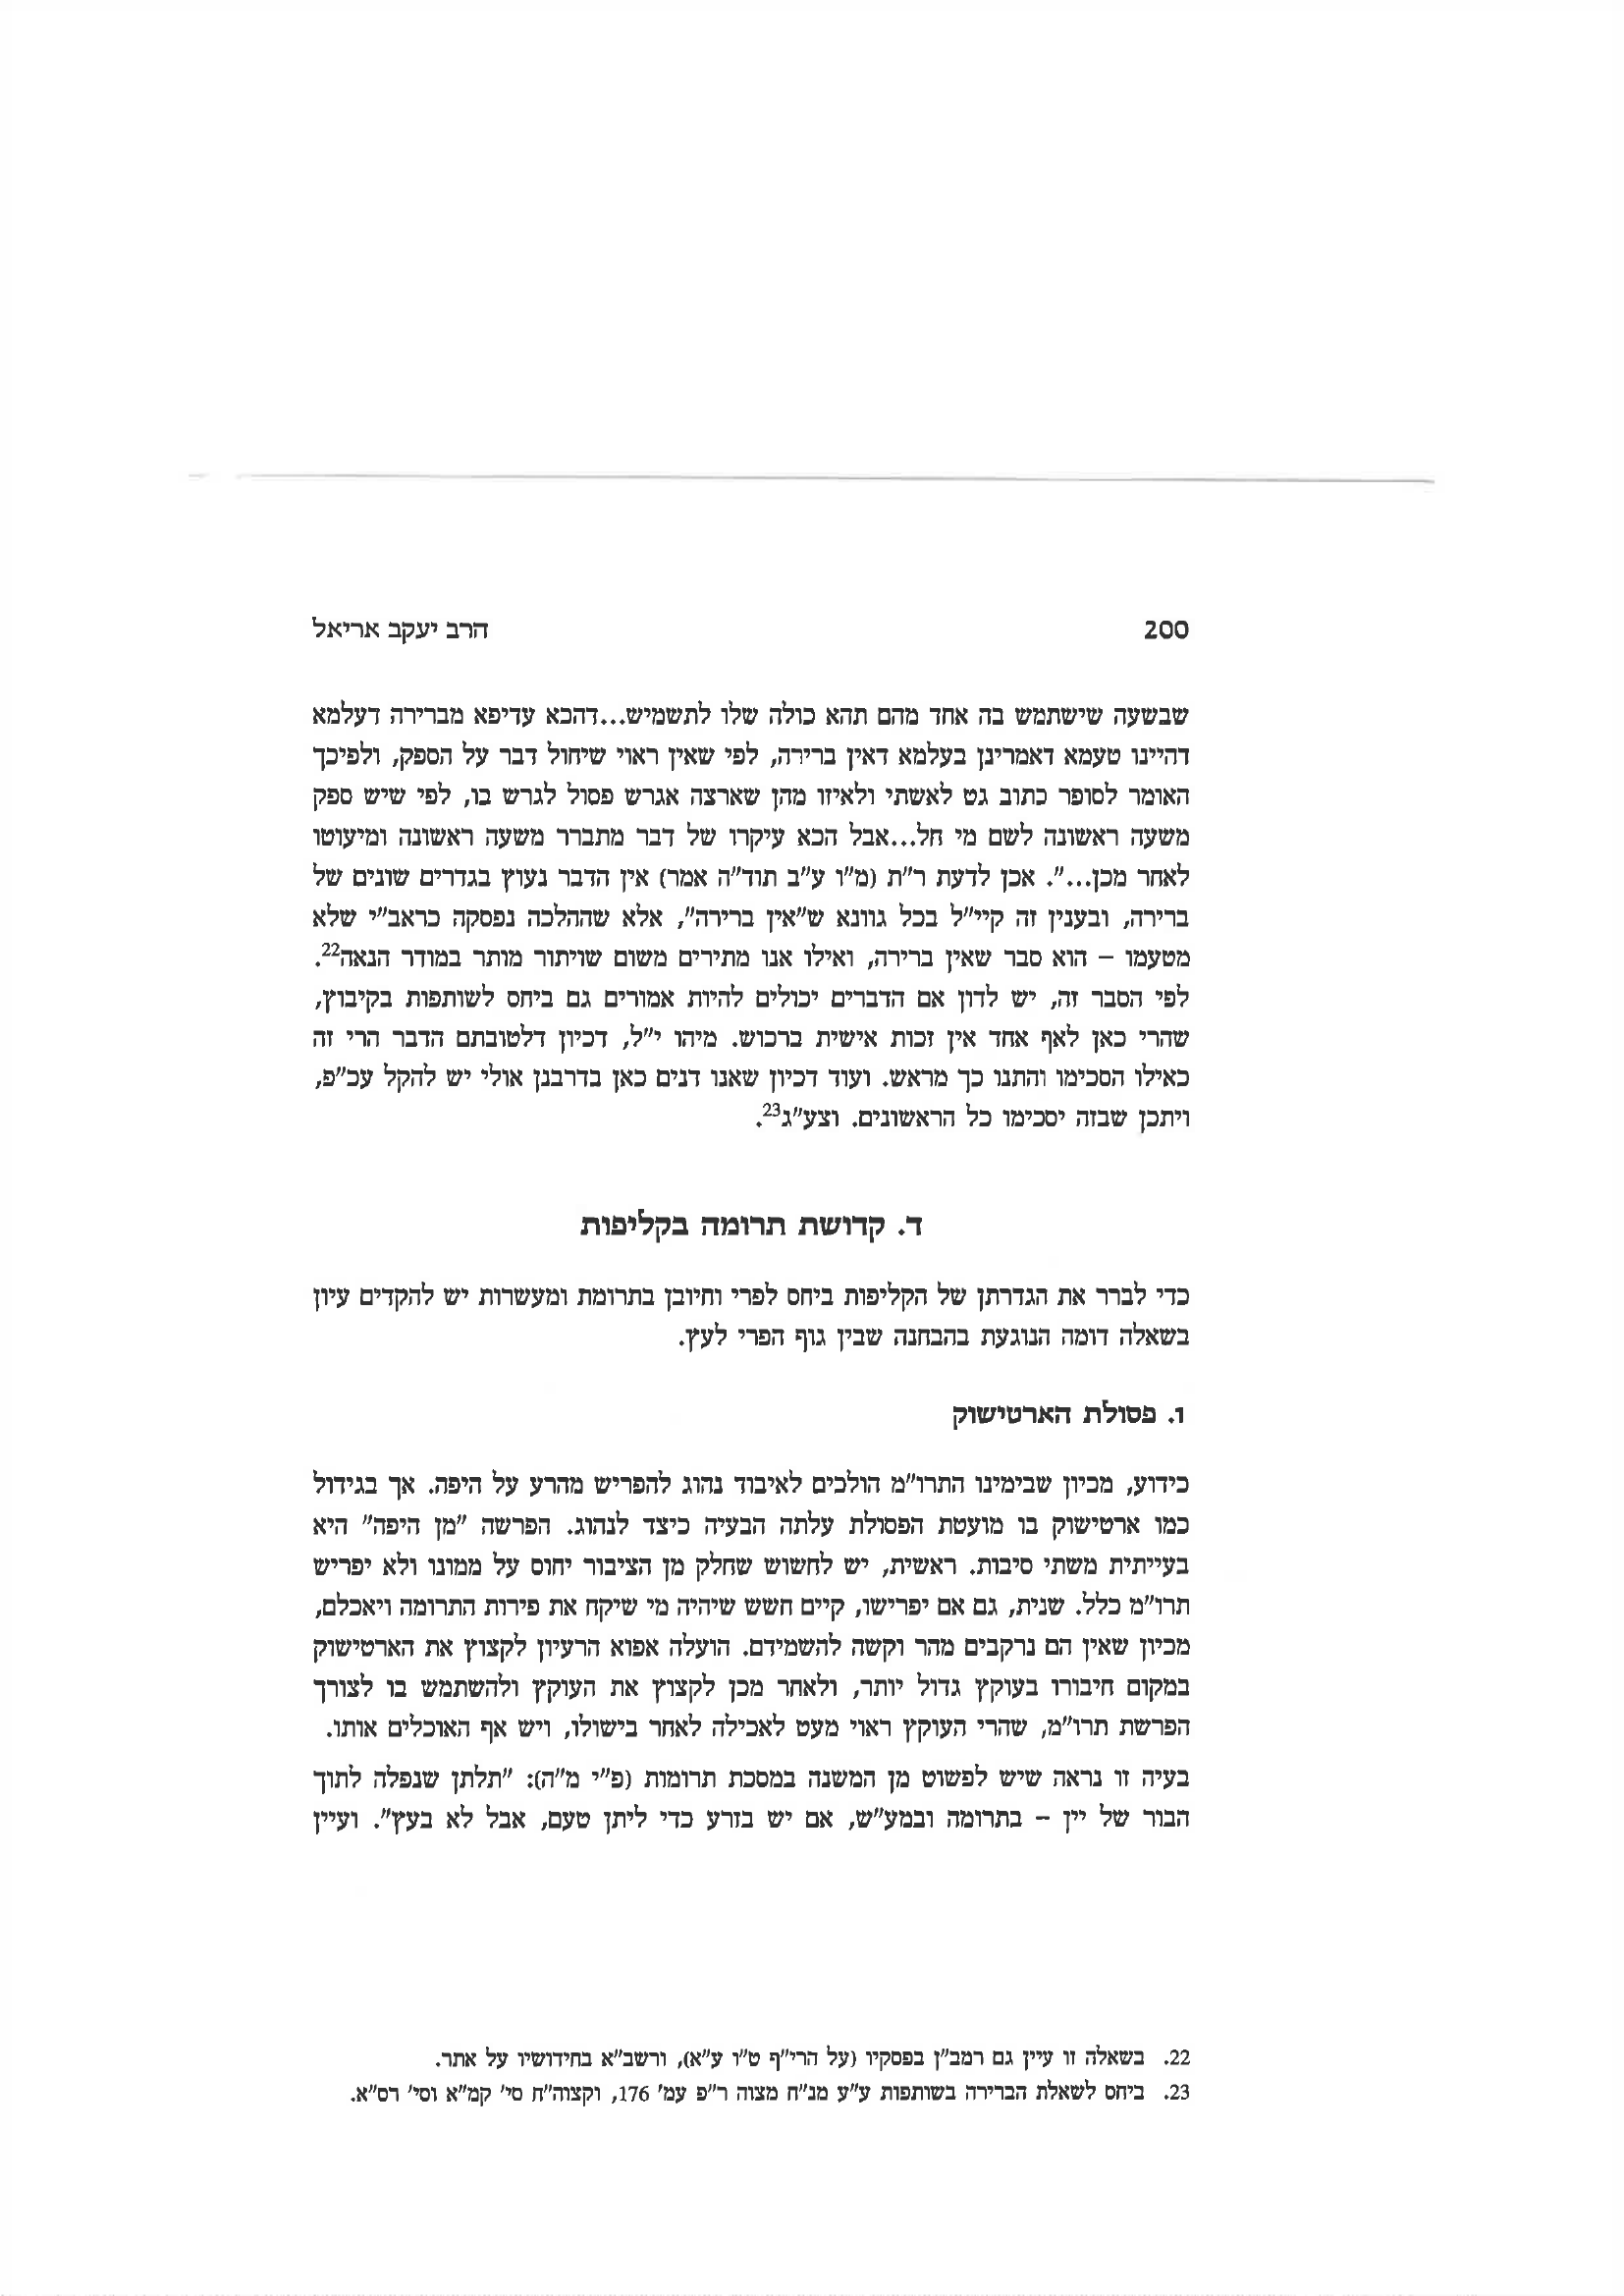 200 הרב יעקב אריאל
שבשעה שישתמש בה אחד מהם תהא כולה שלו לתשמיש...דהכא עדיפא מברירה דעלמא
דהיינו טעמא דאמרינן בעלמא דאין ברירה, לפי שאין ראוי שיחול דבר על הספק, ולפיכך
האומר לסופר כתוב גט לאשתי ולאיזו מהן שארצה אגרש פסול לגרש בו, לפי שיש ספק
משעה ראשונה לשם מי חל...אבל הכא עיקרו של דבר מתברר משעה ראשונה ומיעוטו
לאחר מכן...". אכן לדעת ר"ת (מ"ו ע"ב תוד"ה אמר) אין הדבר נעוץ בגדרים שונים של
ברירה, ובענין זה קיי"ל בכל גוונא ש"אין ברירה", אלא שההלכה נפסקה כראב"י שלא
מטעמו – הוא סבר שאין ברירה, ואילו אנו מתירים משום שויתור מותר במודר הנאה22.
לפי הסבר זה, יש לדון אם הדברים יכולים להיות אמורים גם ביחס לשותפות בקיבוץ,
שהרי כאן לאף אחד אין זכות אישית ברכוש. מיהו י"ל, דכיון דלטובתם הדבר הרי זה
כאילו הסכימו והתנו כך מראש. ועוד דכיון שאנו דנים כאן בדרבנן אולי יש להקל עכ"פ,
ויתכן שבזה יסכימו כל הראשונים. וצע"ג23.
ד. קדושת תרומה בקליפות
כדי לברר את הגדרתן של הקליפות ביחס לפרי וחיובן בתרומת ומעשרות יש להקדים עיון
בשאלה דומה הנוגעת בהבחנה שבין גוף הפרי לעץ.
1. פסולת הארטישוק
כידוע, מכיון שבימינו התרו"מ הולכים לאיבוד נהוג להפריש מהרע על היפה. אך בגידול
כמו ארטישוק בו מועטת הפסולת עלתה הבעיה כיצד לנהוג. הפרשה "מן היפה" היא
בעייתית משתי סיבות. ראשית, יש לחשוש שחלק מן הציבור יחוס על ממונו ולא יפריש
תרו"מ כלל. שנית, גם אם יפרישו, קיים חשש שיהיה מי שיקח את פירות התרומה ויאכלם,
מכיון שאין הם נרקבים מהר וקשה להשמידם. הועלה אפוא הרעיון לקצוץ את הארטישוק
במקום חיבורו בעוקץ גדול יותר, ולאחר מכן לקצוץ את העוקץ ולהשתמש בו לצורך
הפרשת תרו"מ, שהרי העוקץ ראוי מעט לאכילה לאחר בישולו, ויש אף האוכלים אותו.
בעיה זו נראה שיש לפשוט מן המשנה במסכת תרומות (פ"י מ"ה): "תלתן שנפלה לתוך
הבור של יין – בתרומה ובמע"ש, אם יש בזרע כדי ליתן טעם, אבל לא בעץ". ועיין
22. בשאלה זו עיין גם רמב"ן בפסקיו (על הרי"ף ט"ו ע"א), ורשב"א בחידושיו על אתר.
23. ביחס לשאלת הברירה בשותפות ע"ע מנ"ח מצוה ר"פ עמ' 176, וקצוה"ח סי' קמ"א וסי' רס"א.